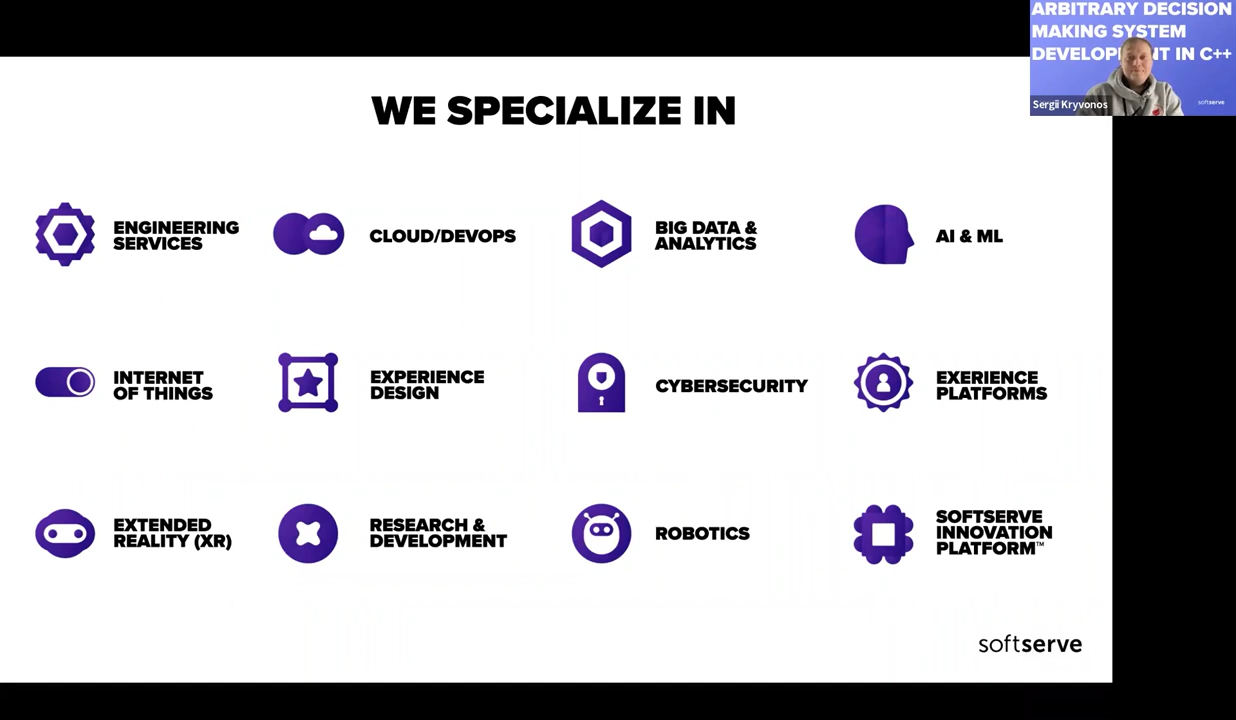 ARBITRARY DECISION
MAKING SYSTEM
DEVELOP NT IN C++
Sergii Kryvonos
softserve
WE SPECIALIZE IN
ENGINEERING
SERVICES
CLOUD/DEVOPS
BIG DATA &
ANALYTICS
AI & ML
INTERNET
OF THINGS
EXPERIENCE
DESIGN
CYBERSECURITY
EXERIENCE
PLATFORMS
EXTENDED
REALITY (XR)
RESEARCH &
DEVELOPMENT
ROBOTICS
SOFTSERVE
INNOVATION
PLATFORM™
softserve